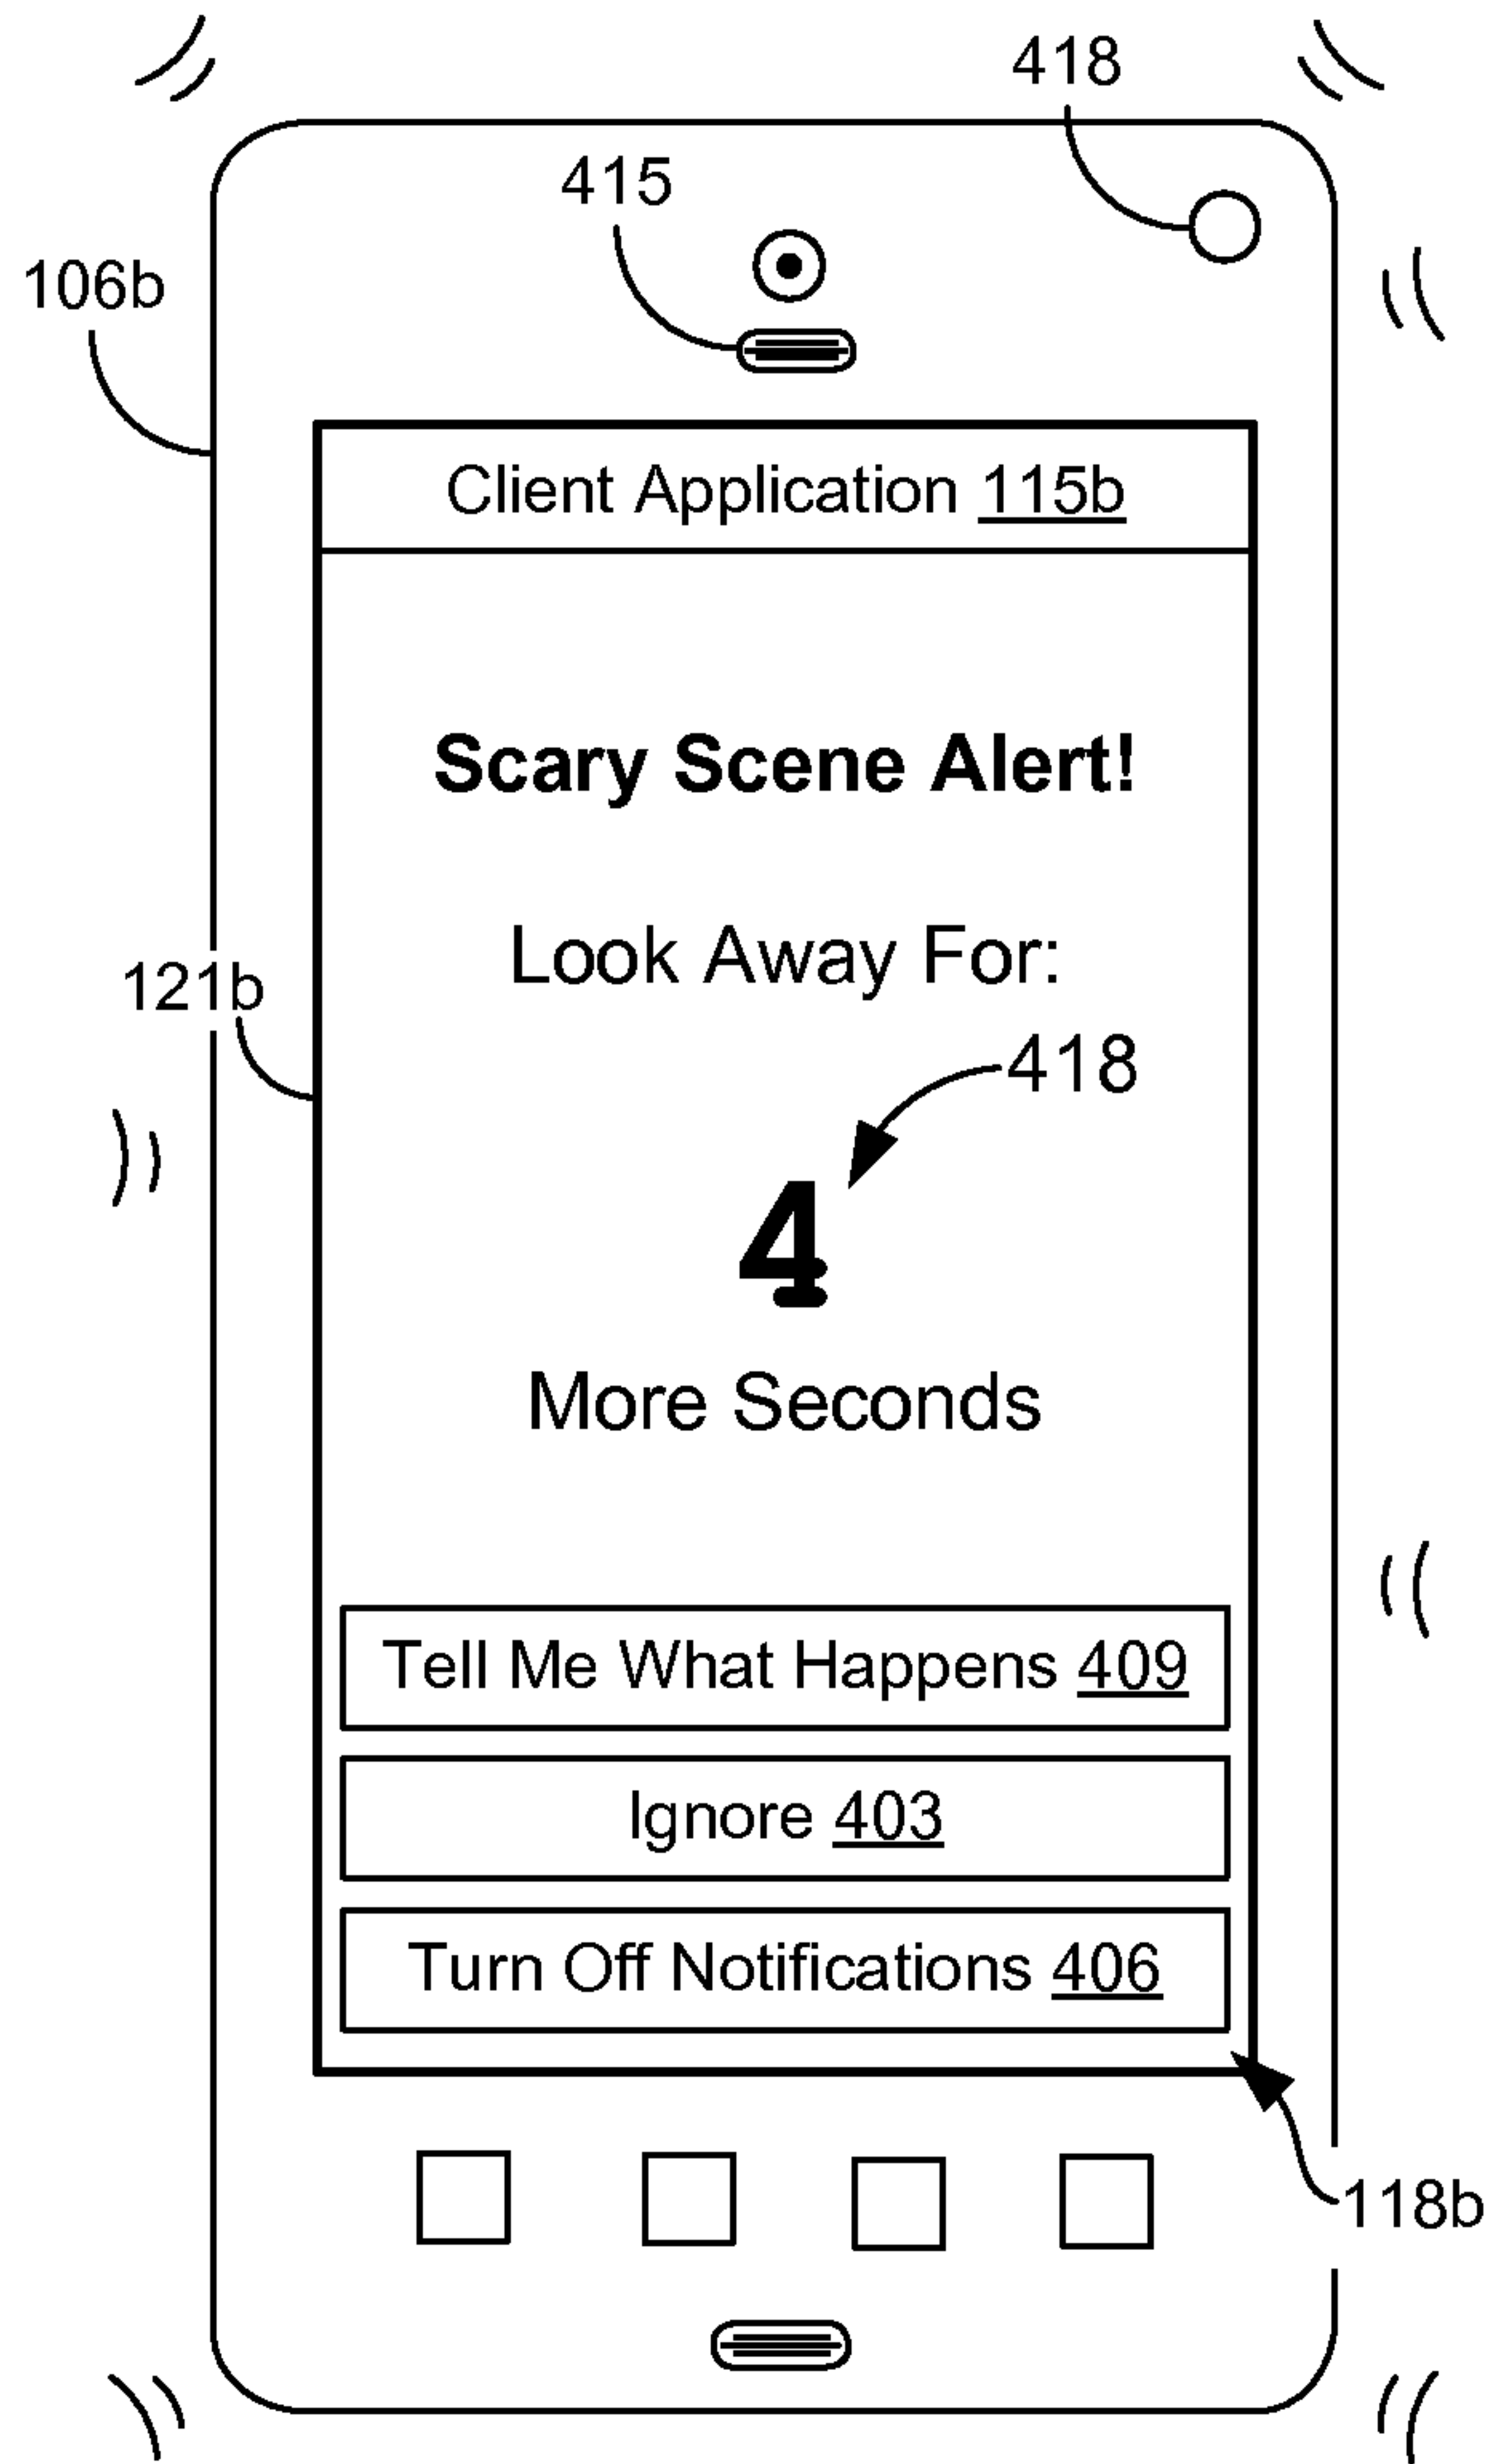 418
415
106b
Client Application 115b
Scary Scene Alert!
Look Away For:
121b
418
4
More Seconds
Tell Me What Happens 409
Ignore 403
Turn Off Notifications 406
118b